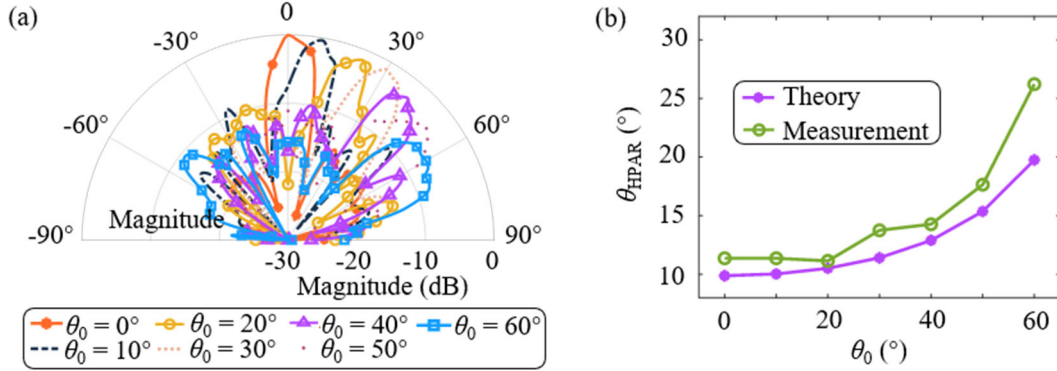 (a)
0
-30°
30°
-60°
60°
-90°
90°
Magnitude
-30 -20 -10 0
Magnitude (dB)
θ0 = 0° θ0 = 20° θ0 = 40° θ0 = 60°
θ0 = 10° θ0 = 30° θ0 = 50°
(b)
θHPAR (°)
30
25
20
15
10
Theory
Measurement
0 20 40 60
θ0 (°)